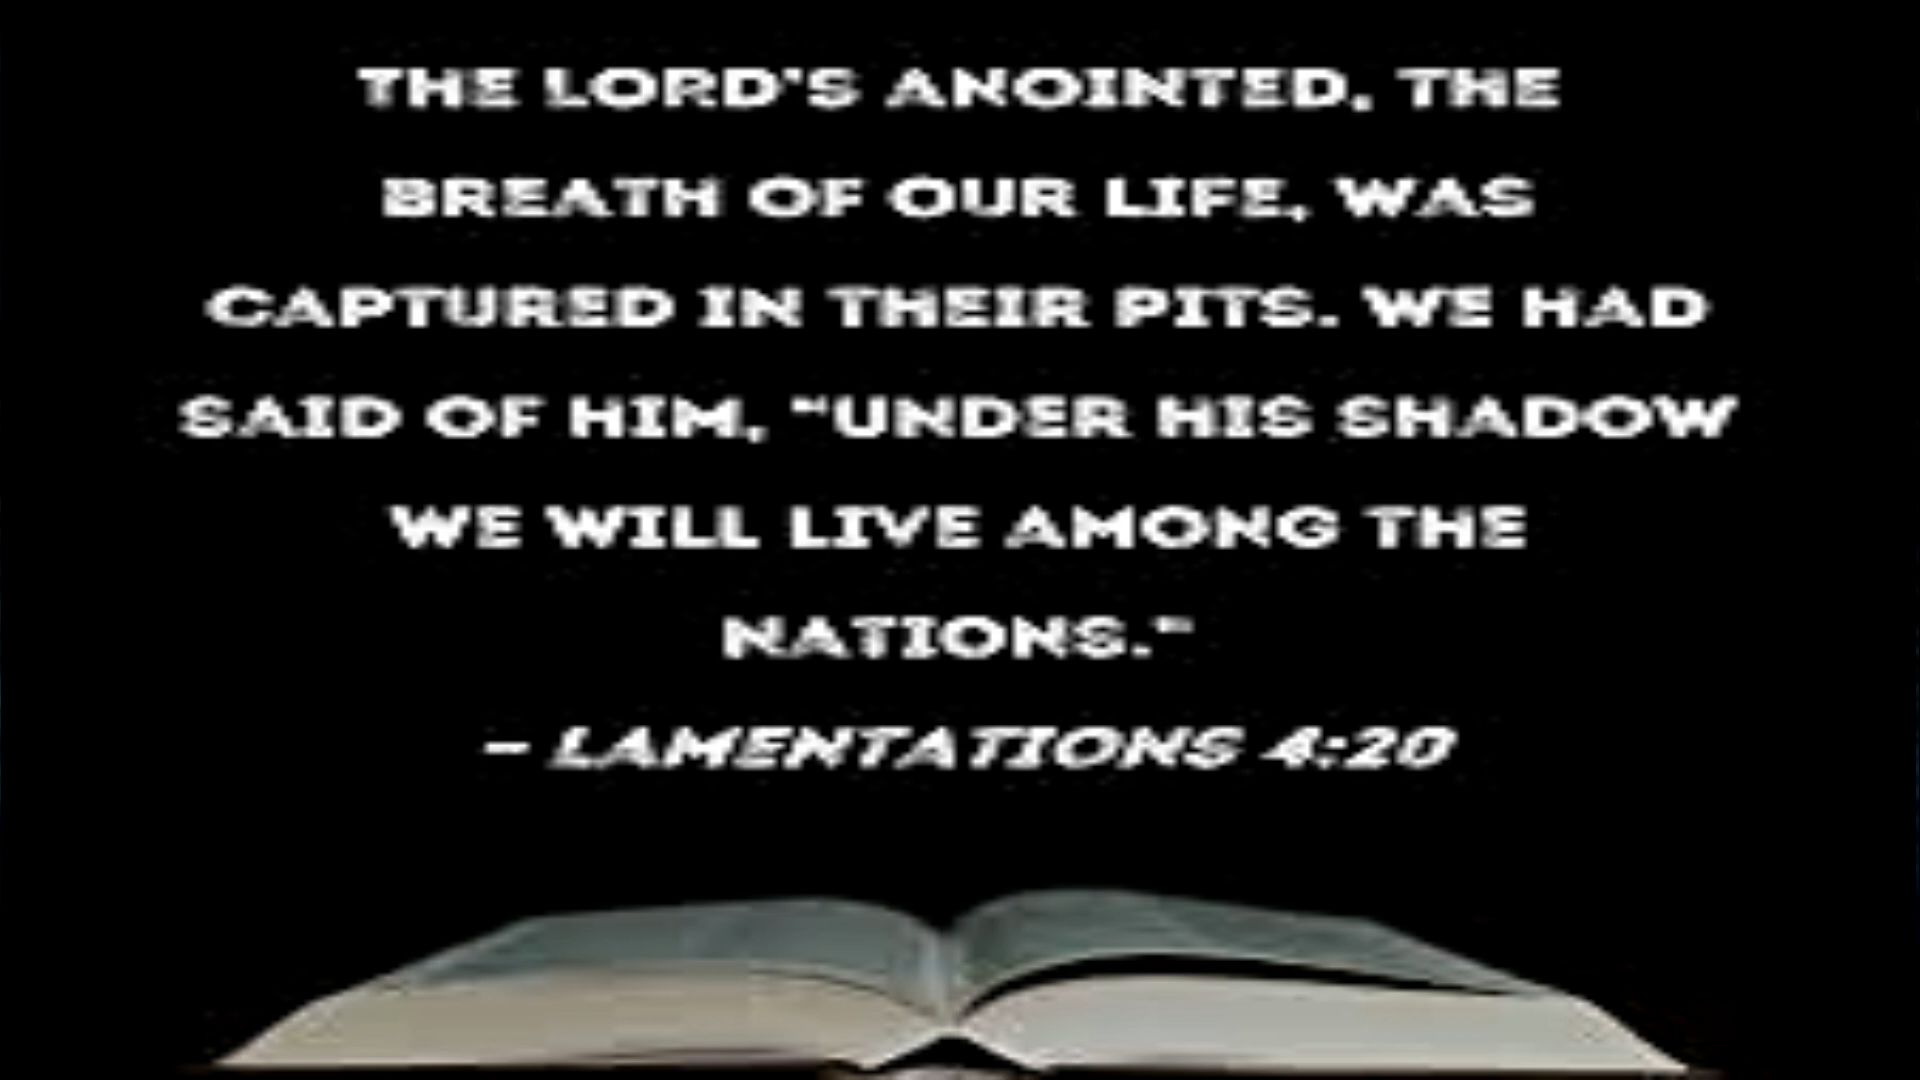 THE LORD'S ANOINTED, THE
BREATH OF OUR LIFE, WAS
CAPTURED IN THEIR PITS. WE HAD
SAID OF HIM, "UNDER HIS SHADOW
WE WILL LIVE AMONG THE
NATIONS."
– LAMENTATIONS 4:20